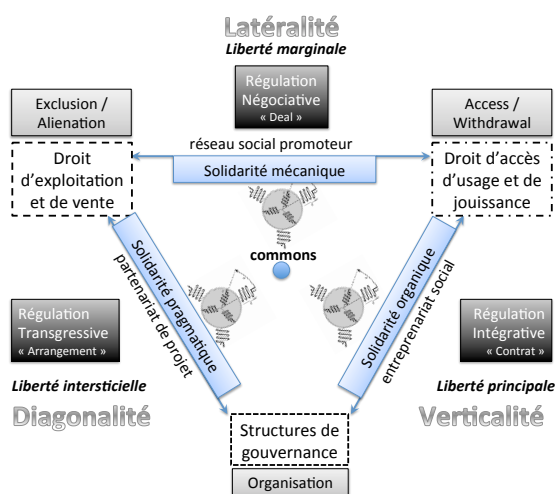 Latéralité
Liberté marginale
Régulation
Négociative
« Deal »
Exclusion /
Alienation
Access /
Withdrawal
réseau social promoteur
Droit
d'exploitation
et de vente
Solidarité mécanique
Droit d'accès
d'usage et de
jouissance
commons
Solidarité pragmatique
partenariat de projet
Solidarité organique
entreprenariat social
Régulation
Transgressive
« Arrangement »
Régulation
Intégrative
« Contrat »
Liberté intersticielle
Diagonalité
Liberté principale
Verticalité
Structures de
gouvernance
Organisation